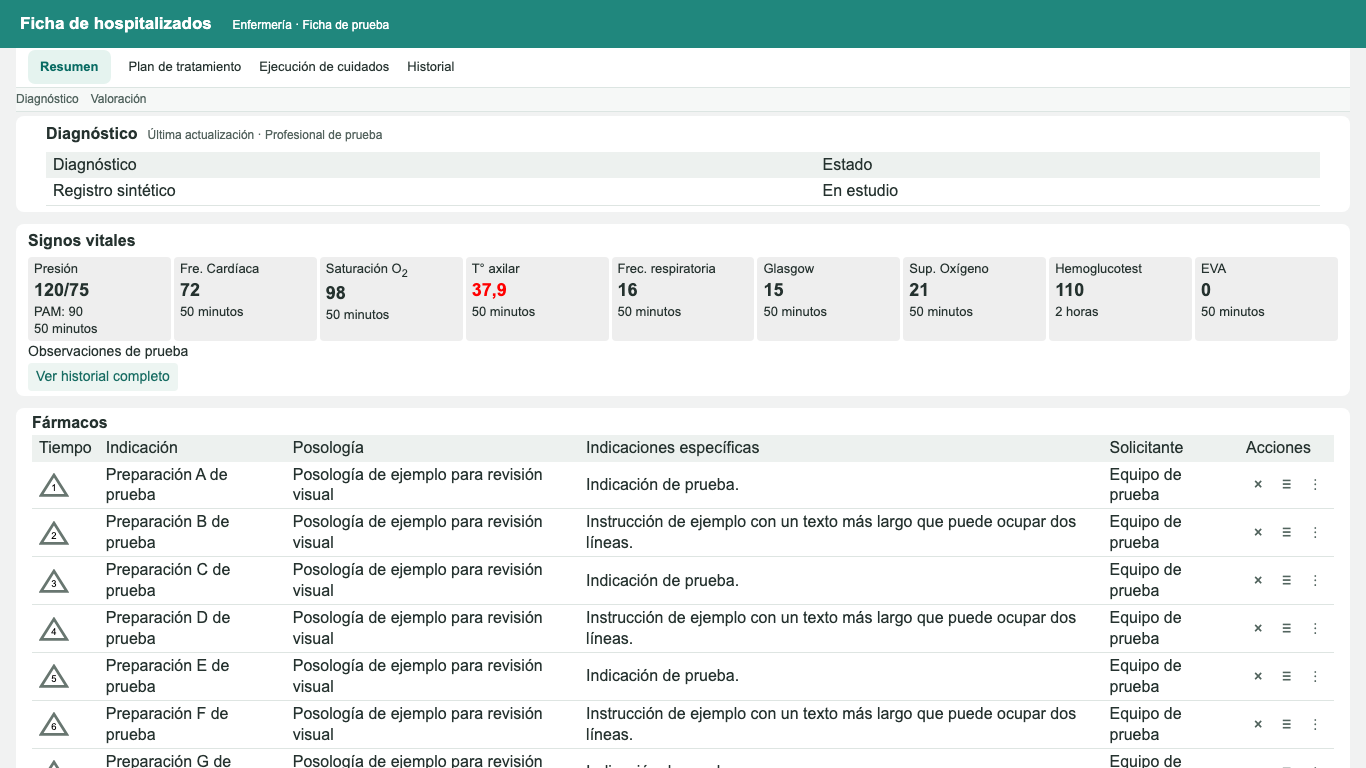 Ficha de hospitalizados Enfermería · Ficha de prueba
Resumen Plan de tratamiento Ejecución de cuidados Historial
Diagnóstico Valoración
Diagnóstico Última actualización · Profesional de prueba
Diagnóstico Estado
Registro sintético En estudio
Signos vitales
Presión Fre. Cardíaca Saturación O2 T° axilar Frec. respiratoria Glasgow Sup. Oxígeno Hemoglucotest EVA
120/75 72 98 37,9 16 15 21 110 0
PAM: 90 50 minutos 50 minutos 50 minutos 50 minutos 50 minutos 50 minutos 2 horas 50 minutos
50 minutos
Observaciones de prueba
Ver historial completo
Fármacos
Tiempo Indicación Posología Indicaciones específicas Solicitante Acciones
Preparación A de Posología de ejemplo para revisión Equipo de
1 Indicación de prueba.
prueba visual prueba
Preparación B de Posología de ejemplo para revisión Instrucción de ejemplo con un texto más largo que puede ocupar dos Equipo de
2
prueba visual líneas. prueba
Preparación C de Posología de ejemplo para revisión Equipo de
3 Indicación de prueba.
prueba visual prueba
Preparación D de Posología de ejemplo para revisión Instrucción de ejemplo con un texto más largo que puede ocupar dos Equipo de
4
prueba visual líneas. prueba
Preparación E de Posología de ejemplo para revisión Equipo de
5 Indicación de prueba.
prueba visual prueba
Preparación F de Posología de ejemplo para revisión Instrucción de ejemplo con un texto más largo que puede ocupar dos Equipo de
6
prueba visual líneas. prueba
Preparación G de Posología de ejemplo para revisión Equipo de